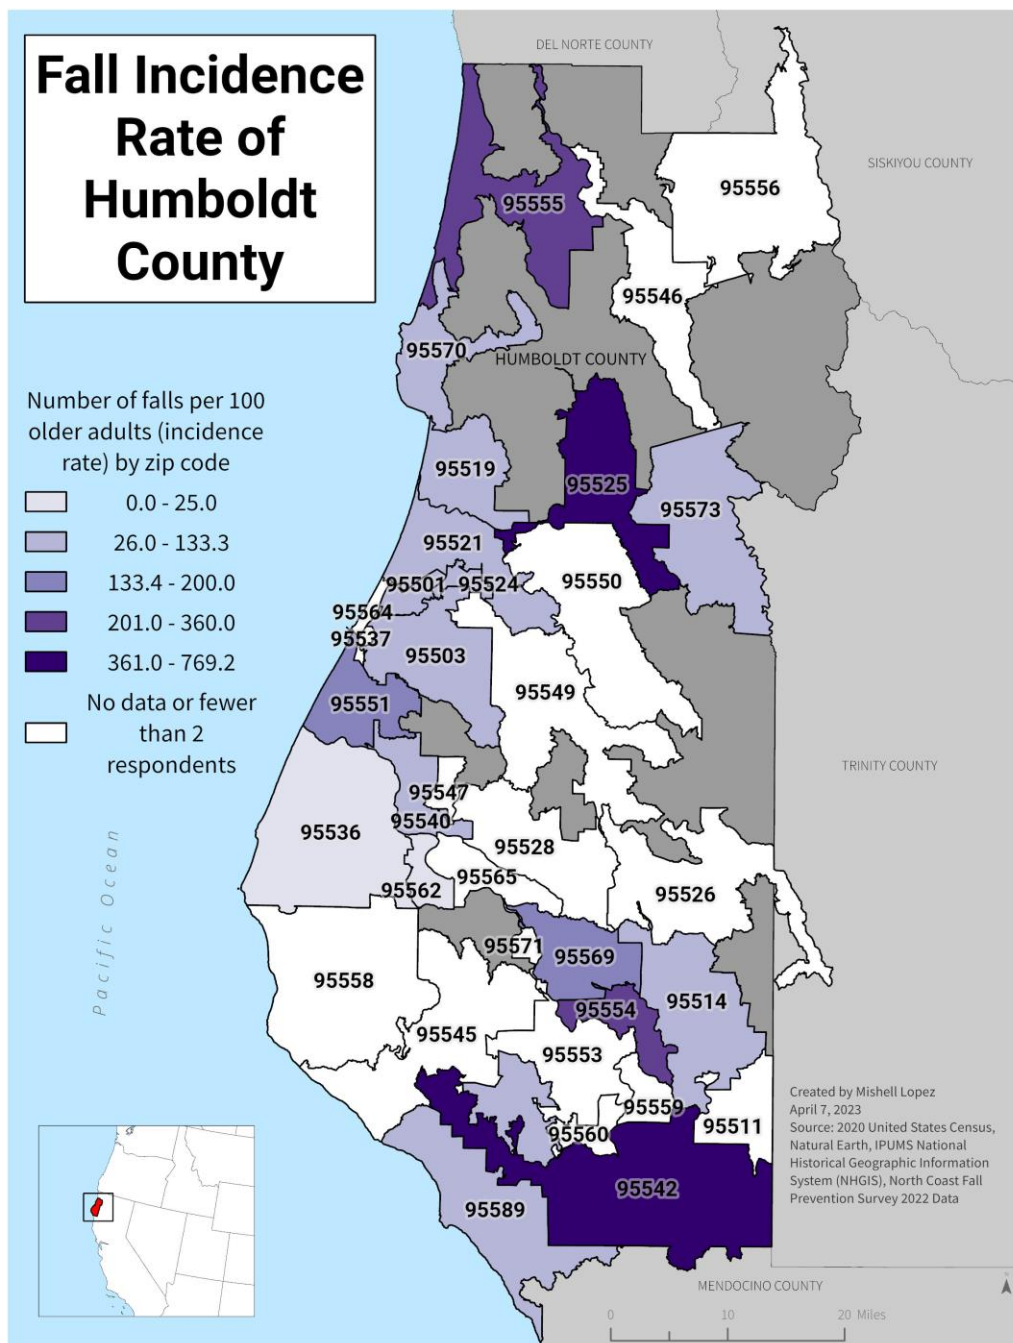 Fall Incidence
Rate of
Humboldt
County
DEL NORTE COUNTY
SISKIYOU COUNTY
95556
95555
95546
95570
HUMBOLDT COUNTY
Number of falls per 100
older adults (incidence
rate) by zip code
0.0 - 25.0
26.0 - 133.3
133.4 - 200.0
201.0 - 360.0
361.0 - 769.2
No data or fewer
than 2
respondents
95519
95525
95573
95521
95501
95524
95550
95564
95537
95503
95549
95551
TRINITY COUNTY
95547
95540
95536
95528
95565
95562
95526
Pacific Ocean
95571
95569
95558
95514
95554
95545
95553
95559
95511
95560
95542
95589
Created by Mishell Lopez
April 7, 2023
Source: 2020 United States Census,
Natural Earth, IPUMS National
Historical Geographic Information
System (NHGIS), North Coast Fall
Prevention Survey 2022 Data
MENDOCINO COUNTY
0 10 20 Miles